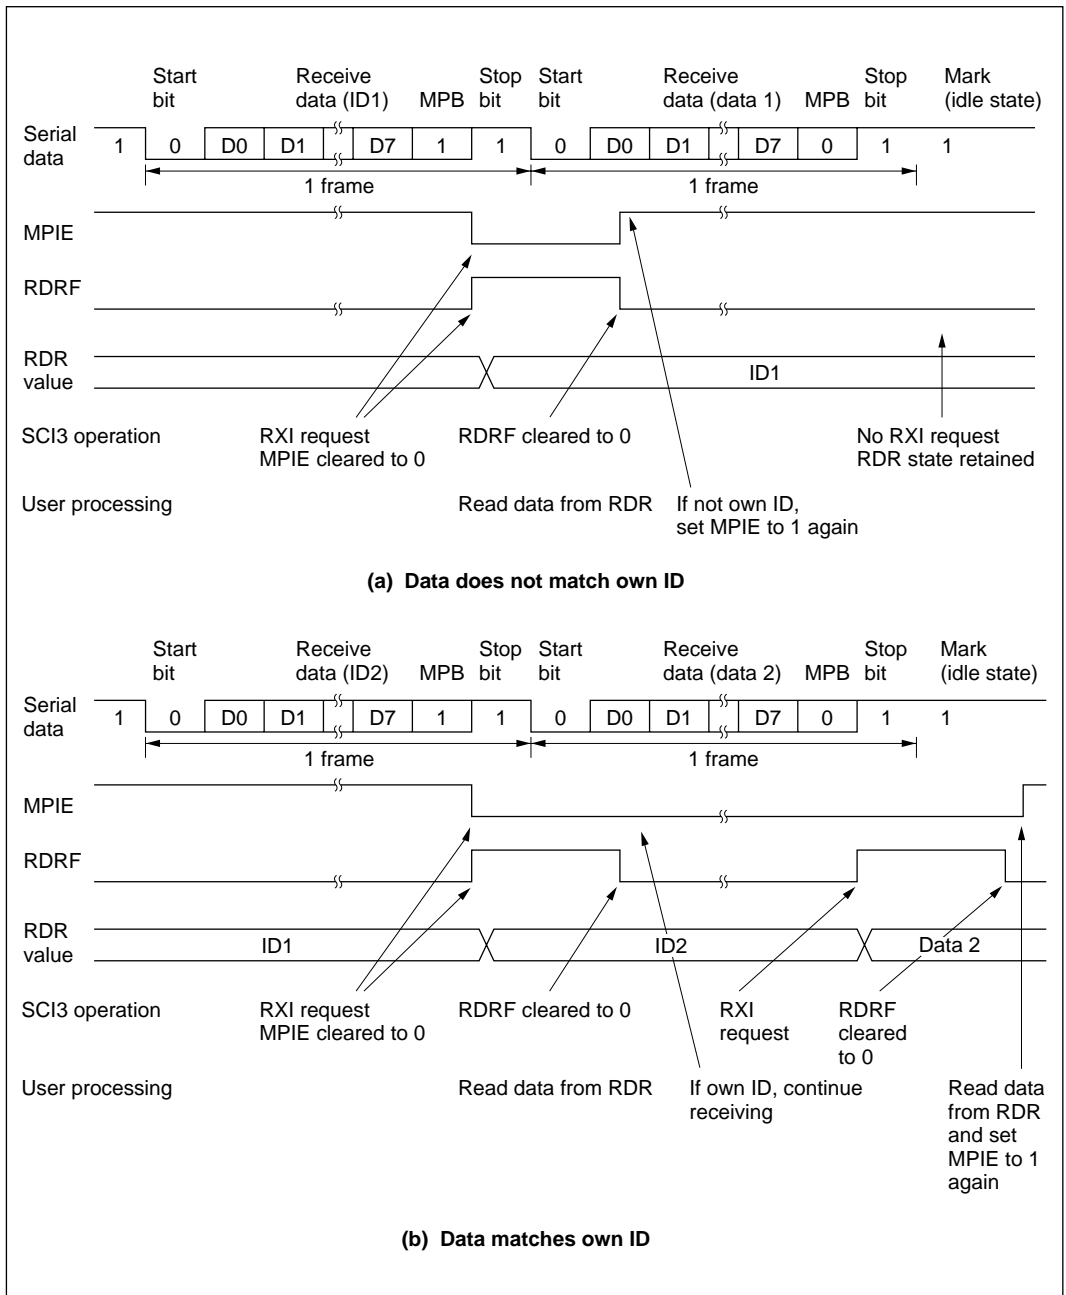 Start bit Receive data (ID1) MPB Stop bit Start bit Receive data (data 1) MPB Stop bit Mark (idle state)
Serial data 1 0 D0 D1 D7 1 1 0 D0 D1 D7 0 1 1
1 frame 1 frame
MPIE
RDRF
RDR value ID1
SCI3 operation RXI request MPIE cleared to 0 RDRF cleared to 0 No RXI request RDR state retained
User processing Read data from RDR If not own ID, set MPIE to 1 again
(a) Data does not match own ID
Start bit Receive data (ID2) MPB Stop bit Start bit Receive data (data 2) MPB Stop bit Mark (idle state)
Serial data 1 0 D0 D1 D7 1 1 0 D0 D1 D7 0 1 1
1 frame 1 frame
MPIE
RDRF
RDR value ID1 ID2 Data 2
SCI3 operation RXI request MPIE cleared to 0 RDRF cleared to 0 RXI request RDRF cleared to 0
User processing Read data from RDR If own ID, continue receiving Read data from RDR and set MPIE to 1 again
(b) Data matches own ID